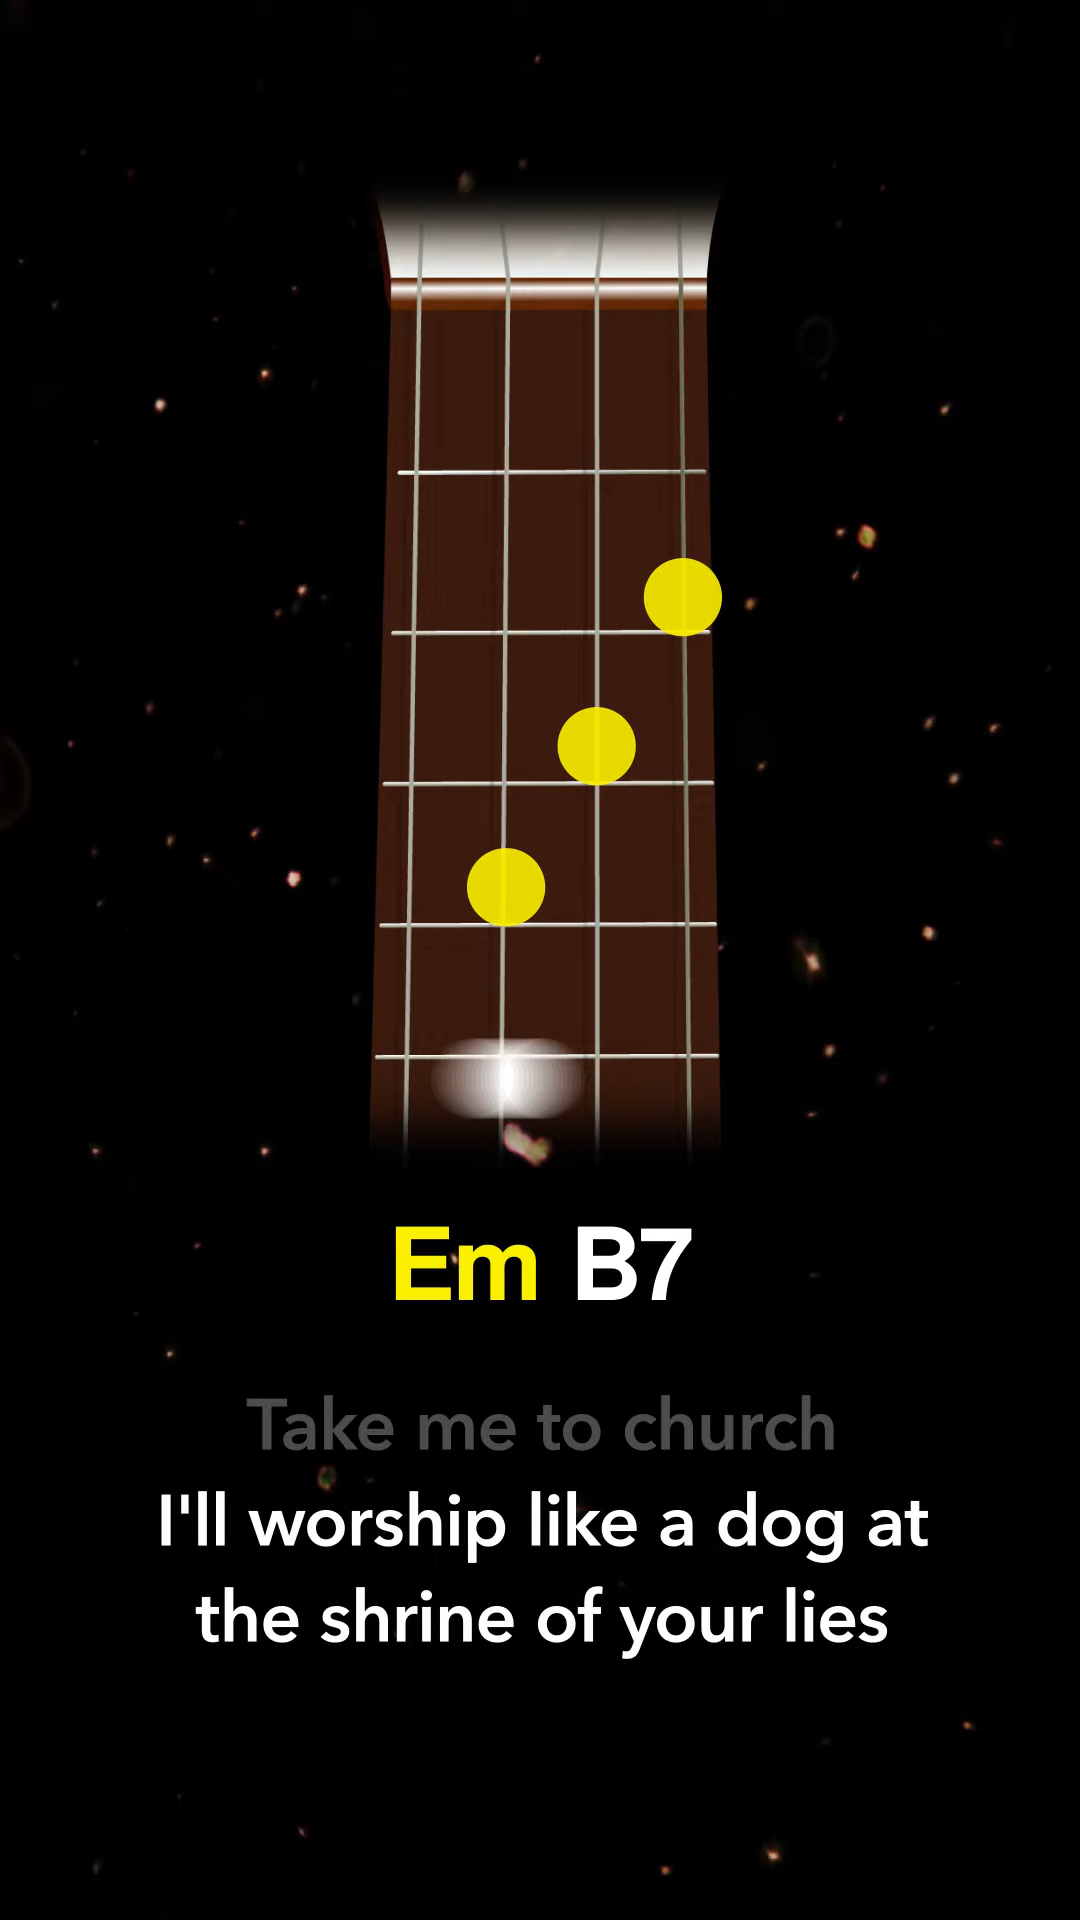 Em B7
Take me to church
I'll worship like a dog at
the shrine of your lies